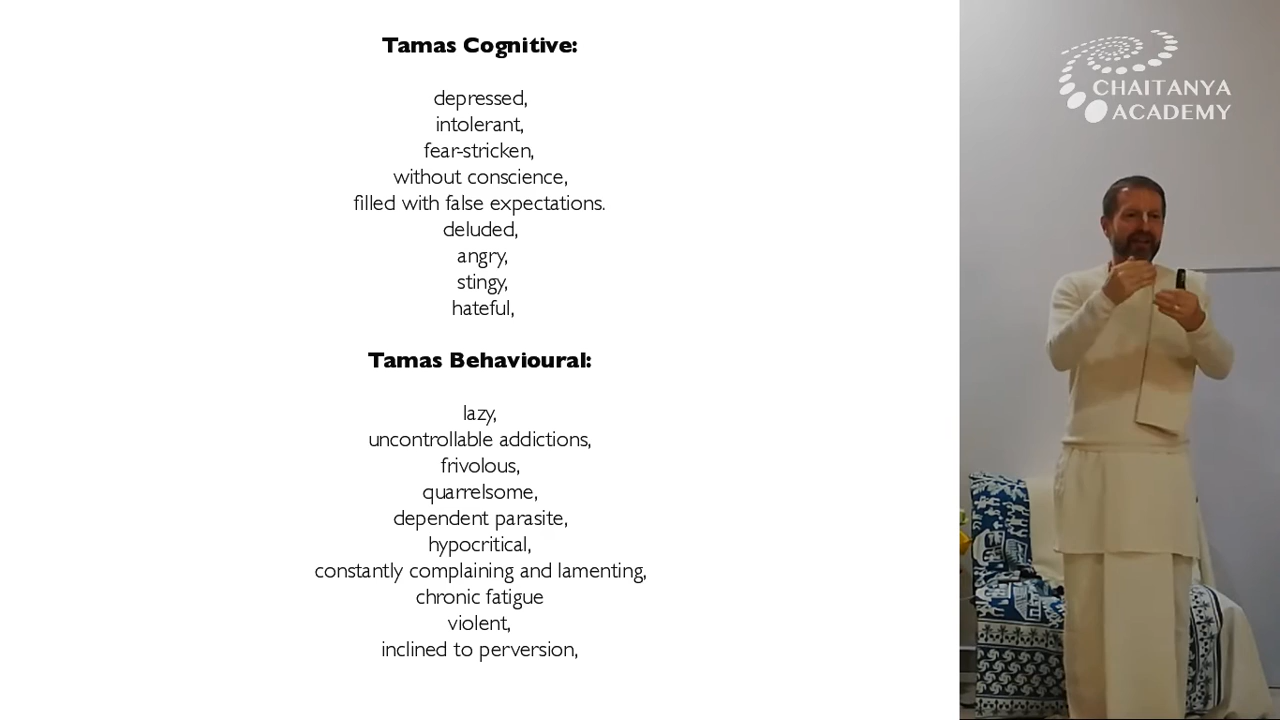 Tamas Cognitive:
depressed,
intolerant,
fear-stricken,
without conscience,
filled with false expectations.
deluded,
angry,
stingy,
hateful,
Tamas Behavioural:
lazy,
uncontrollable addictions,
frivolous,
quarrelsome,
dependent parasite,
hypocritical,
constantly complaining and lamenting,
chronic fatigue
violent,
inclined to perversion,
CHAITANYA
ACADEMY